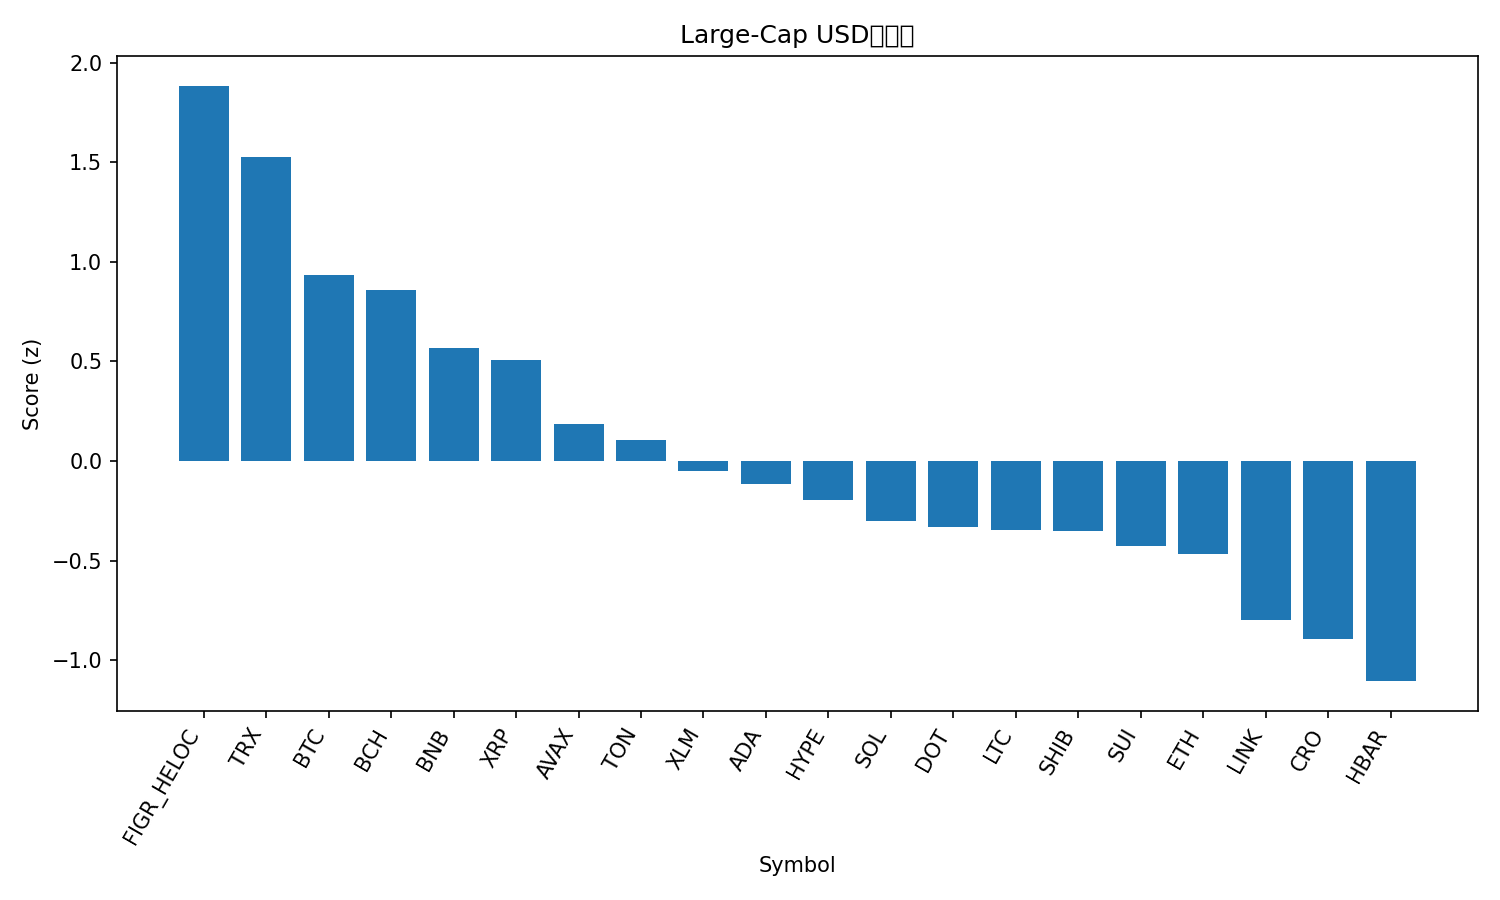 Large-Cap USD
2.0
1.5
1.0
0.5
0.0
−0.5
−1.0
Score (z)
FIGR_HELOC
TRX
BTC
BCH
BNB
XRP
AVAX
TON
XLM
ADA
HYPE
SOL
DOT
LTC
SHIB
SUI
ETH
LINK
CRO
HBAR
Symbol